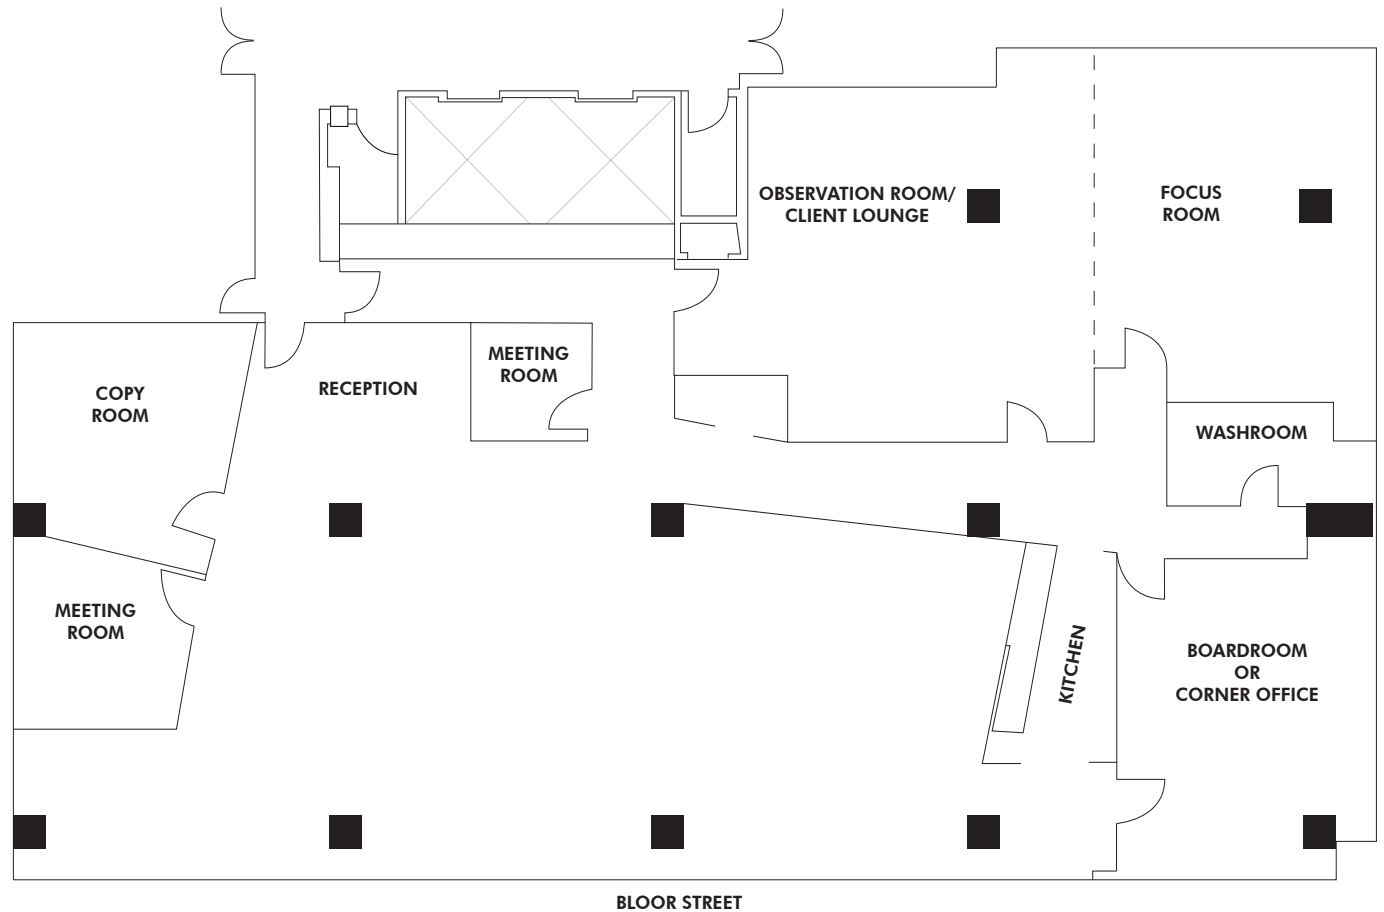 OBSERVATION ROOM/
CLIENT LOUNGE
FOCUS
ROOM
MEETING
ROOM
COPY
ROOM
RECEPTION
WASHROOM
MEETING
ROOM
KITCHEN
BOARDROOM
OR
CORNER OFFICE
BLOOR STREET